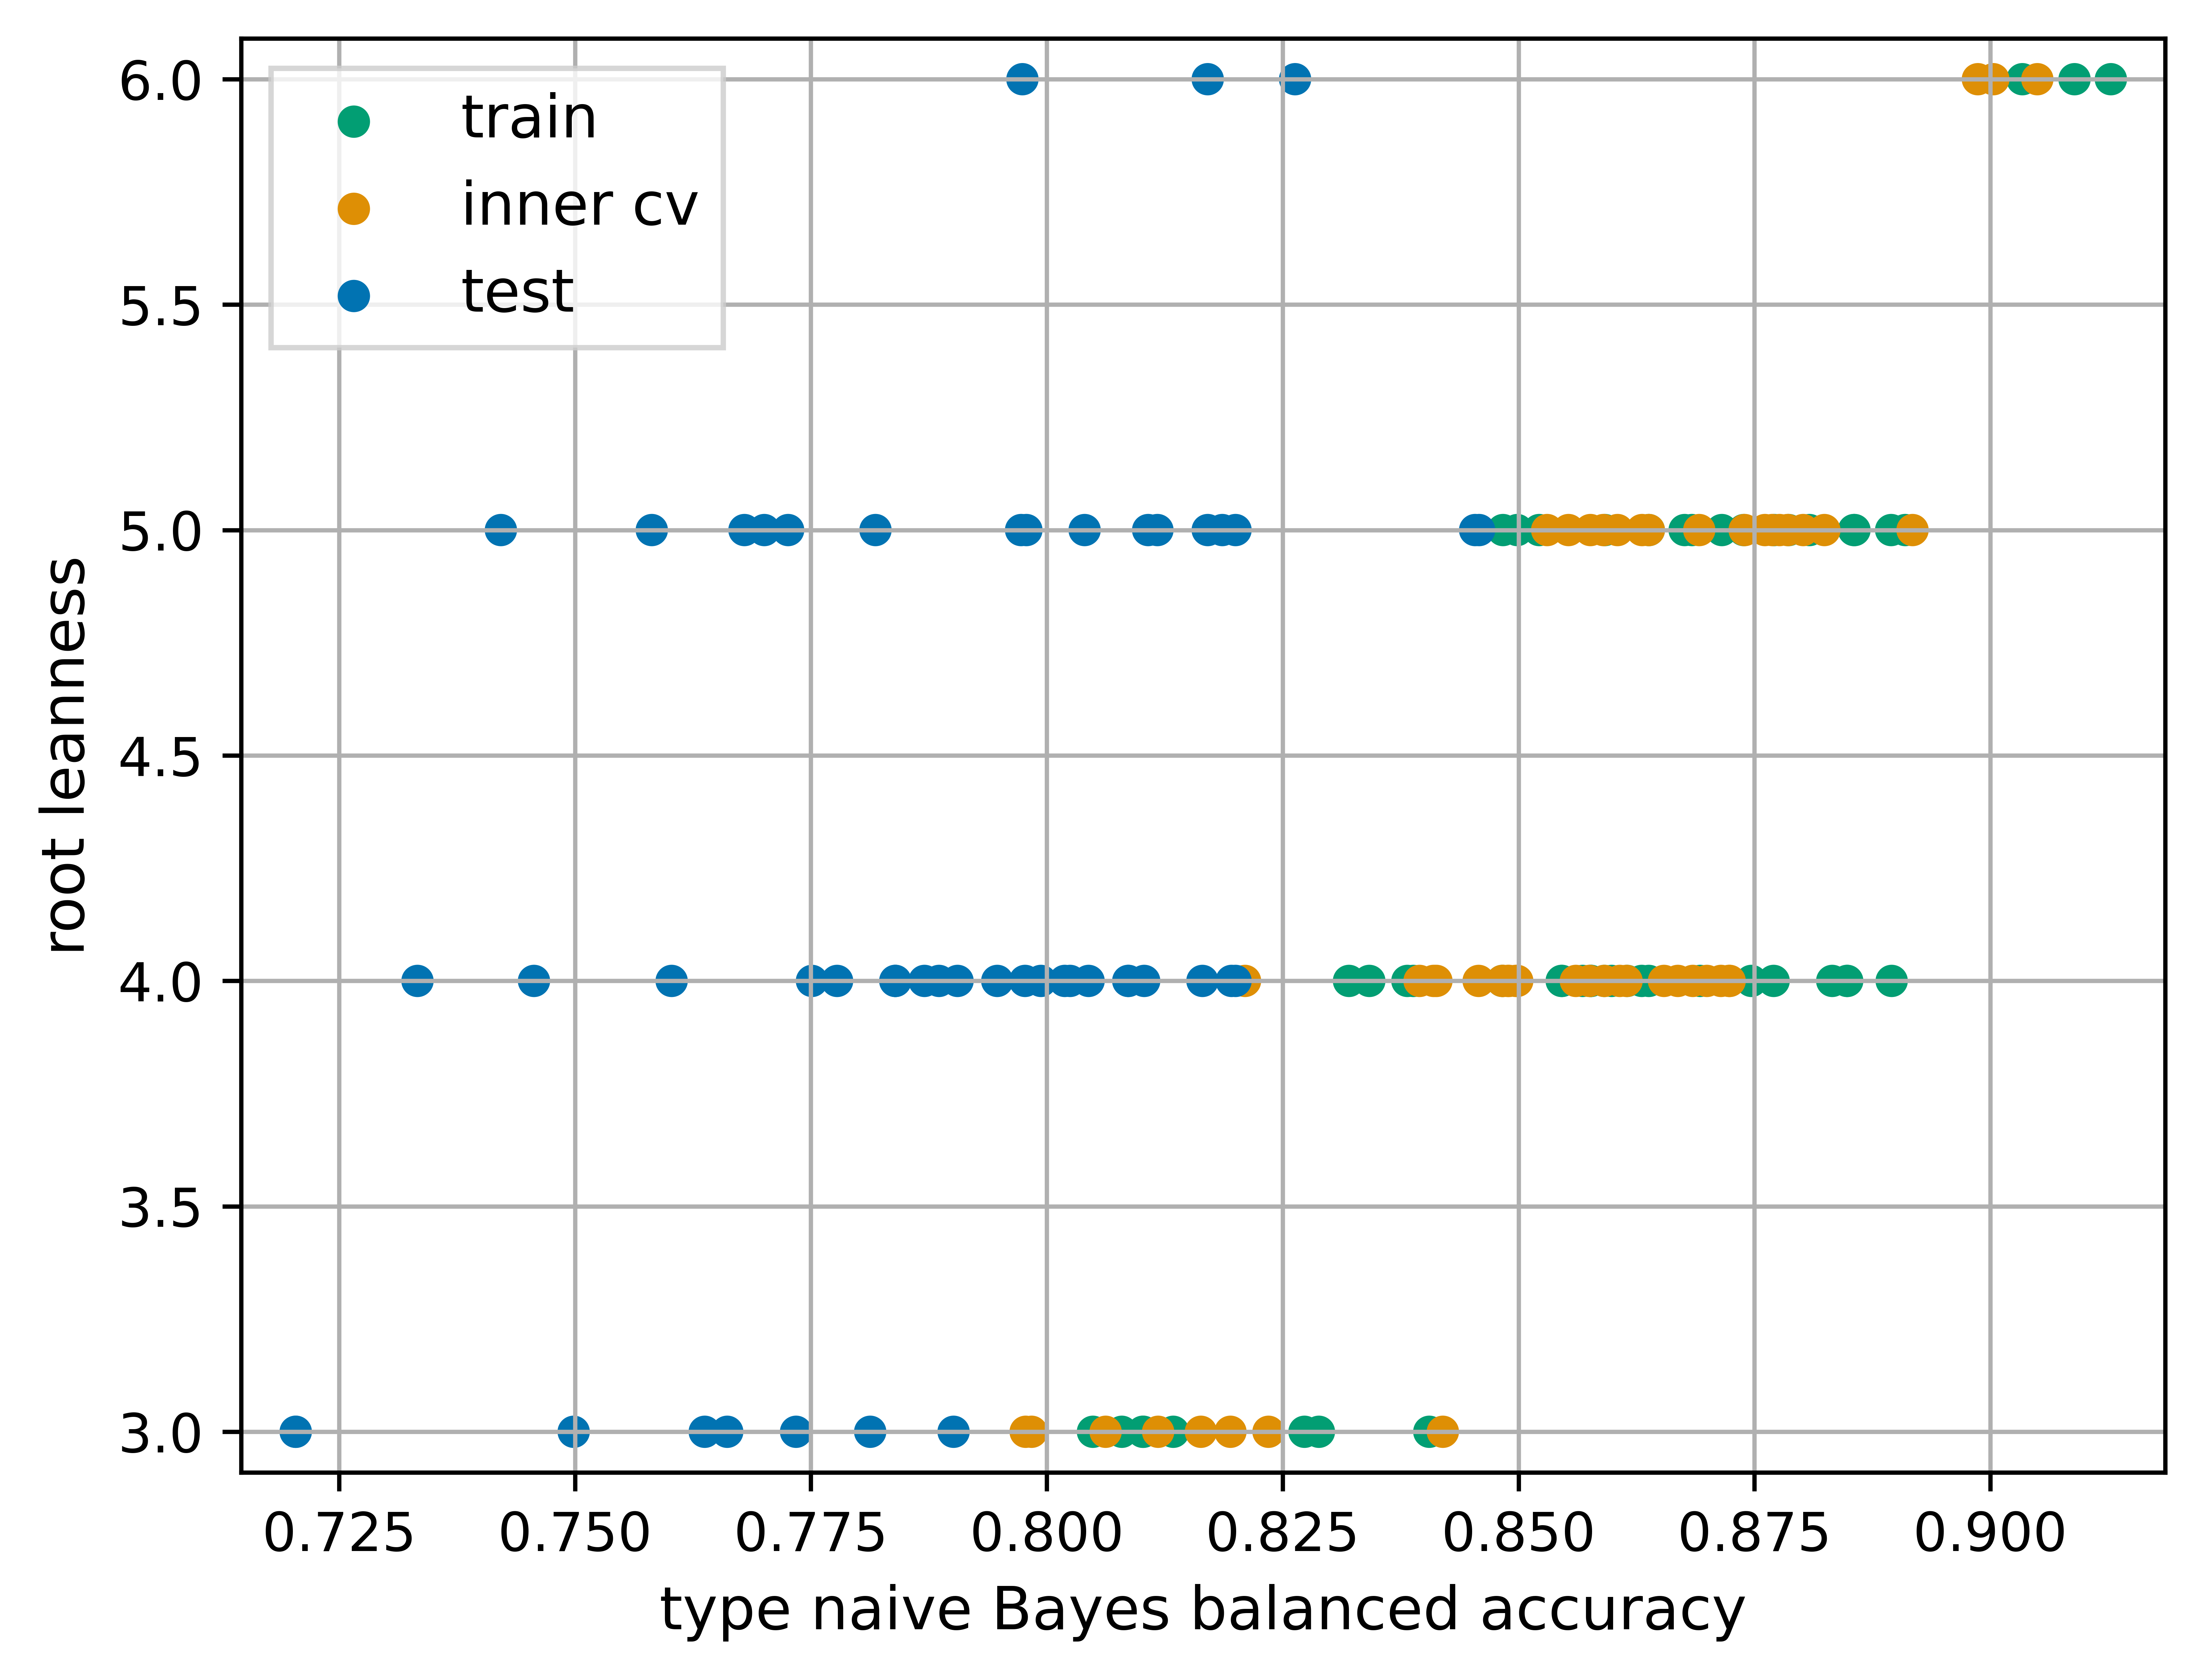 train
inner cv
test
6.0
5.5
5.0
4.5
4.0
3.5
3.0
root leanness
0.725 0.750 0.775 0.800 0.825 0.850 0.875 0.900
type naive Bayes balanced accuracy